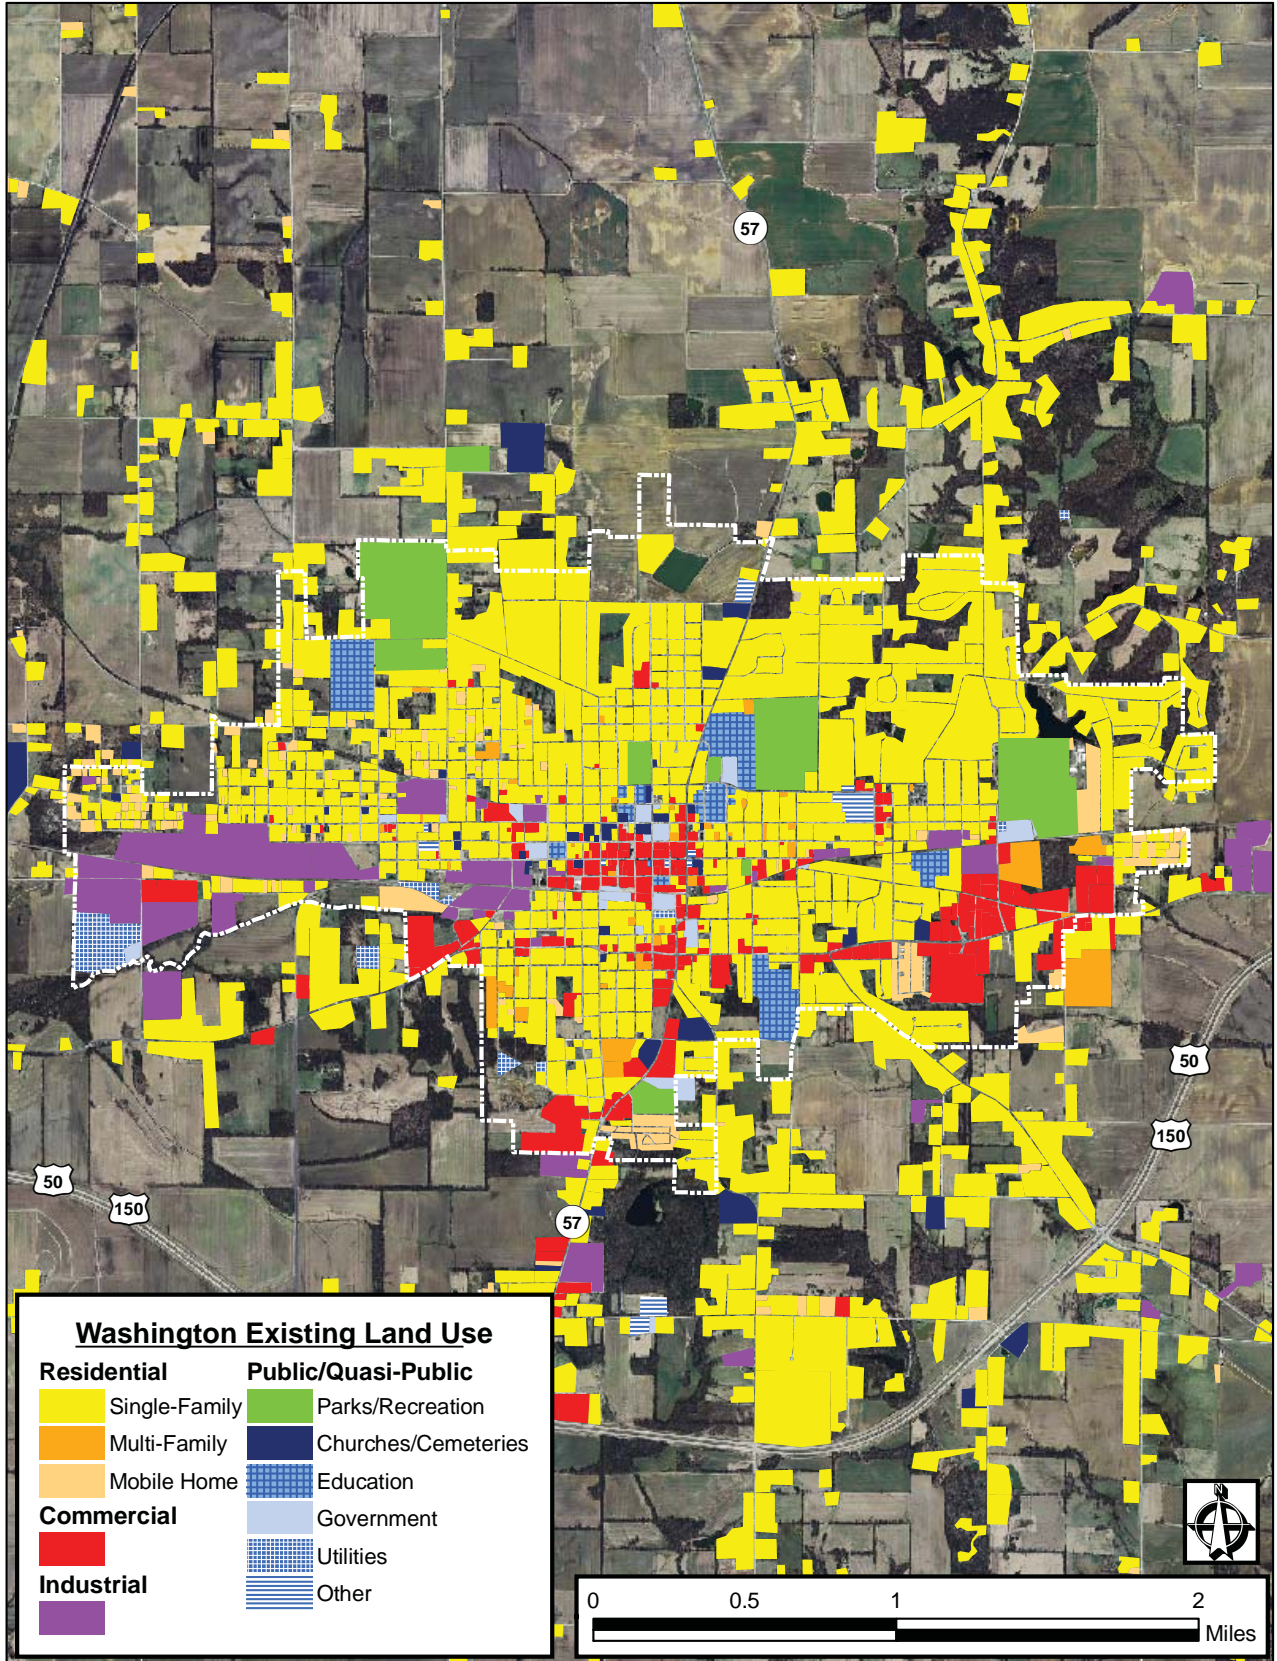 57
50
150
50
150
57
Washington Existing Land Use
Residential
Public/Quasi-Public
Single-Family
Parks/Recreation
Multi-Family
Churches/Cemeteries
Mobile Home
Education
Commercial
Government
Utilities
Industrial
Other
N
0 0.5 1 2
Miles